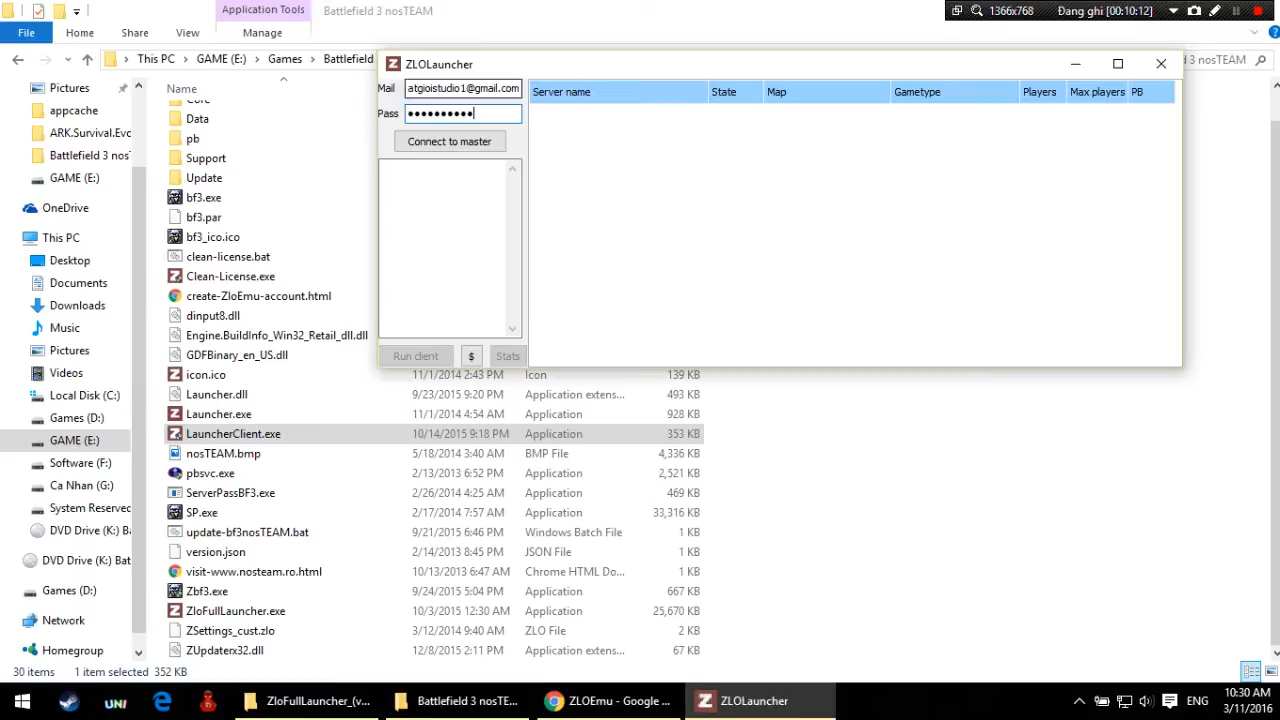 Application Tools
Battlefield 3 nosTEAM
1366x768
Đang ghi [00:10:12]
File
Home
Share
View
Manage
This PC > GAME (E:) > Games > Battlefield
3 nosTEAM
ZLOLauncher
Mail
atgioistudio1@gmail.com
Pass
••••••••••
Connect to master
Run client
$
Stats
Server name
State
Map
Gametype
Players
Max players
PB
Pictures
appcache
ARK.Survival.Evo
Battlefield 3 nosT
GAME (E:)
OneDrive
This PC
Desktop
Documents
Downloads
Music
Pictures
Videos
Local Disk (C:)
Games (D:)
GAME (E:)
Software (F:)
Ca Nhan (G:)
System Reserved
DVD Drive (K:) Ba
DVD Drive (K:) Bat
Games (D:)
Network
Homegroup
Name
Core
Data
pb
Support
Update
bf3.exe
bf3.par
bf3_ico.ico
clean-license.bat
Clean-License.exe
create-ZloEmu-account.html
dinput8.dll
Engine.BuildInfo_Win32_Retail_dll.dll
GDFBinary_en_US.dll
icon.ico 11/1/2014 2:43 PM Icon 139 KB
Launcher.dll 9/23/2015 9:20 PM Application extens... 493 KB
Launcher.exe 11/1/2014 4:54 AM Application 928 KB
LauncherClient.exe 10/14/2015 9:18 PM Application 353 KB
nosTEAM.bmp 5/18/2014 3:40 AM BMP File 4,336 KB
pbsvc.exe 2/13/2013 6:52 PM Application 2,521 KB
ServerPassBF3.exe 2/26/2014 4:25 AM Application 469 KB
SP.exe 2/17/2014 7:57 AM Application 33,316 KB
update-bf3nosTEAM.bat 9/21/2015 6:46 PM Windows Batch File 1 KB
version.json 2/14/2013 8:45 PM JSON File 1 KB
visit-www.nosteam.ro.html 10/13/2013 6:47 AM Chrome HTML Do... 1 KB
Zbf3.exe 9/24/2015 5:04 PM Application 667 KB
ZloFullLauncher.exe 10/3/2015 12:30 AM Application 25,670 KB
ZSettings_cust.zlo 3/12/2014 9:40 AM ZLO File 2 KB
ZUpdaterx32.dll 12/8/2015 2:11 PM Application extens... 67 KB
30 items 1 item selected 352 KB
UNI
ZloFullLauncher_(v...
Battlefield 3 nosTE...
ZLOEmu - Google ...
ZLOLauncher
ENG
10:30 AM
3/11/2016